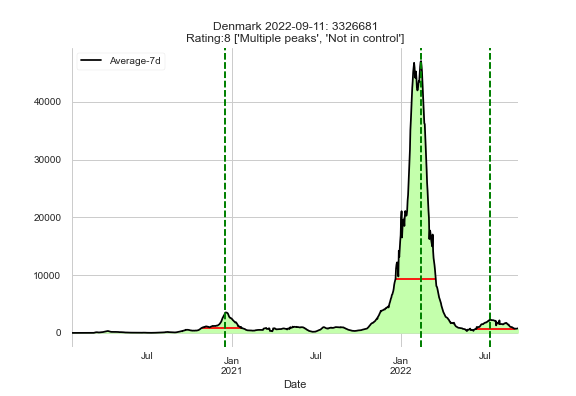 Denmark 2022-09-11: 3326681
Rating:8 ['Multiple peaks', 'Not in control']
Average-7d
40000
30000
20000
10000
0
Jul
Jan
2021
Jul
Jan
2022
Jul
Date